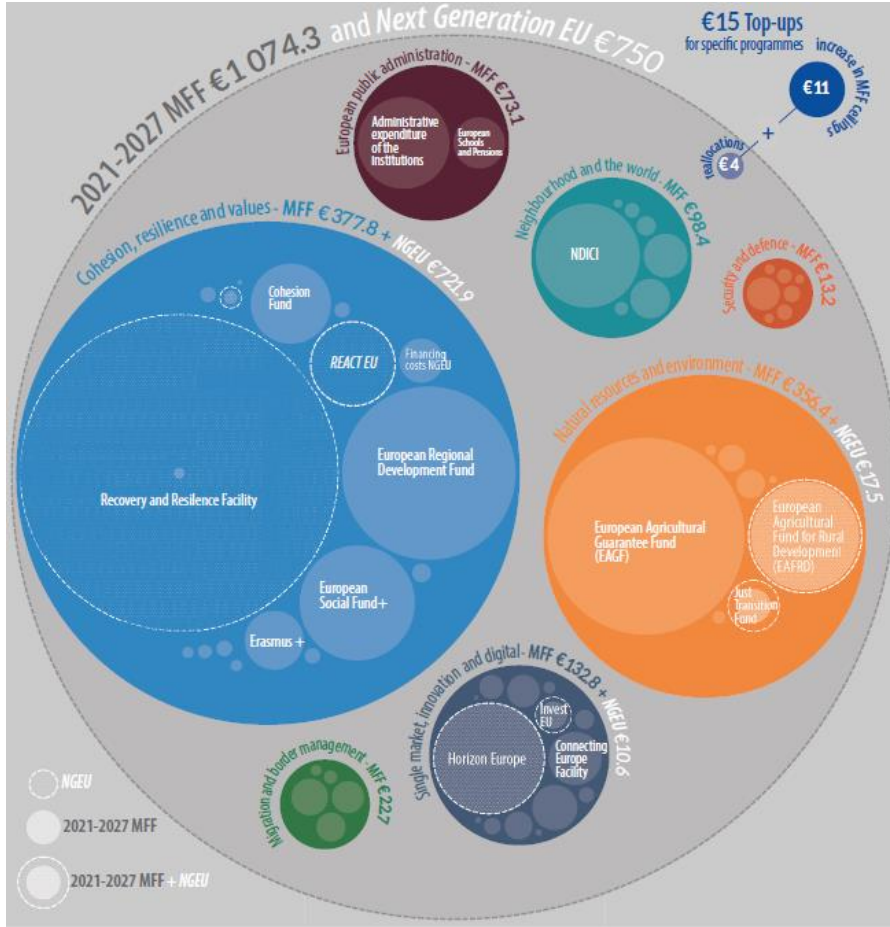 2021-2027 MFF €1 074.3 and Next Generation EU €750
€15 Top-ups
for specific programmes
increase in MFF ceilings
€11
+
reallocations
€4
European public administration - MFF €73.1
Administrative
expenditure
of the
institutions
European
Schools
and Pensions
Neighbourhood and the world - MFF €98.4
NDICI
Security and defence - MFF €13.2
Cohesion, resilience and values - MFF €377.8 + NGEU €721.9
Cohesion
Fund
REACT EU
Financing
costs NGEU
European Regional
Development Fund
Recovery and Resilence Facility
European
Social Fund+
Erasmus +
Natural resources and environment - MFF €356.4 + NGEU €17.5
European Agricultural
Guarantee Fund
(EAGF)
European
Agricultural
Fund for Rural
Development
(EAFRD)
Just
Transition
Fund
Single market, innovation and digital- MFF €132.8 + NGEU €10.6
Invest
EU
Horizon Europe
Connecting
Europe
Facility
Migration and border management - MFF €22.7
NGEU
2021-2027 MFF
2021-2027 MFF + NGEU